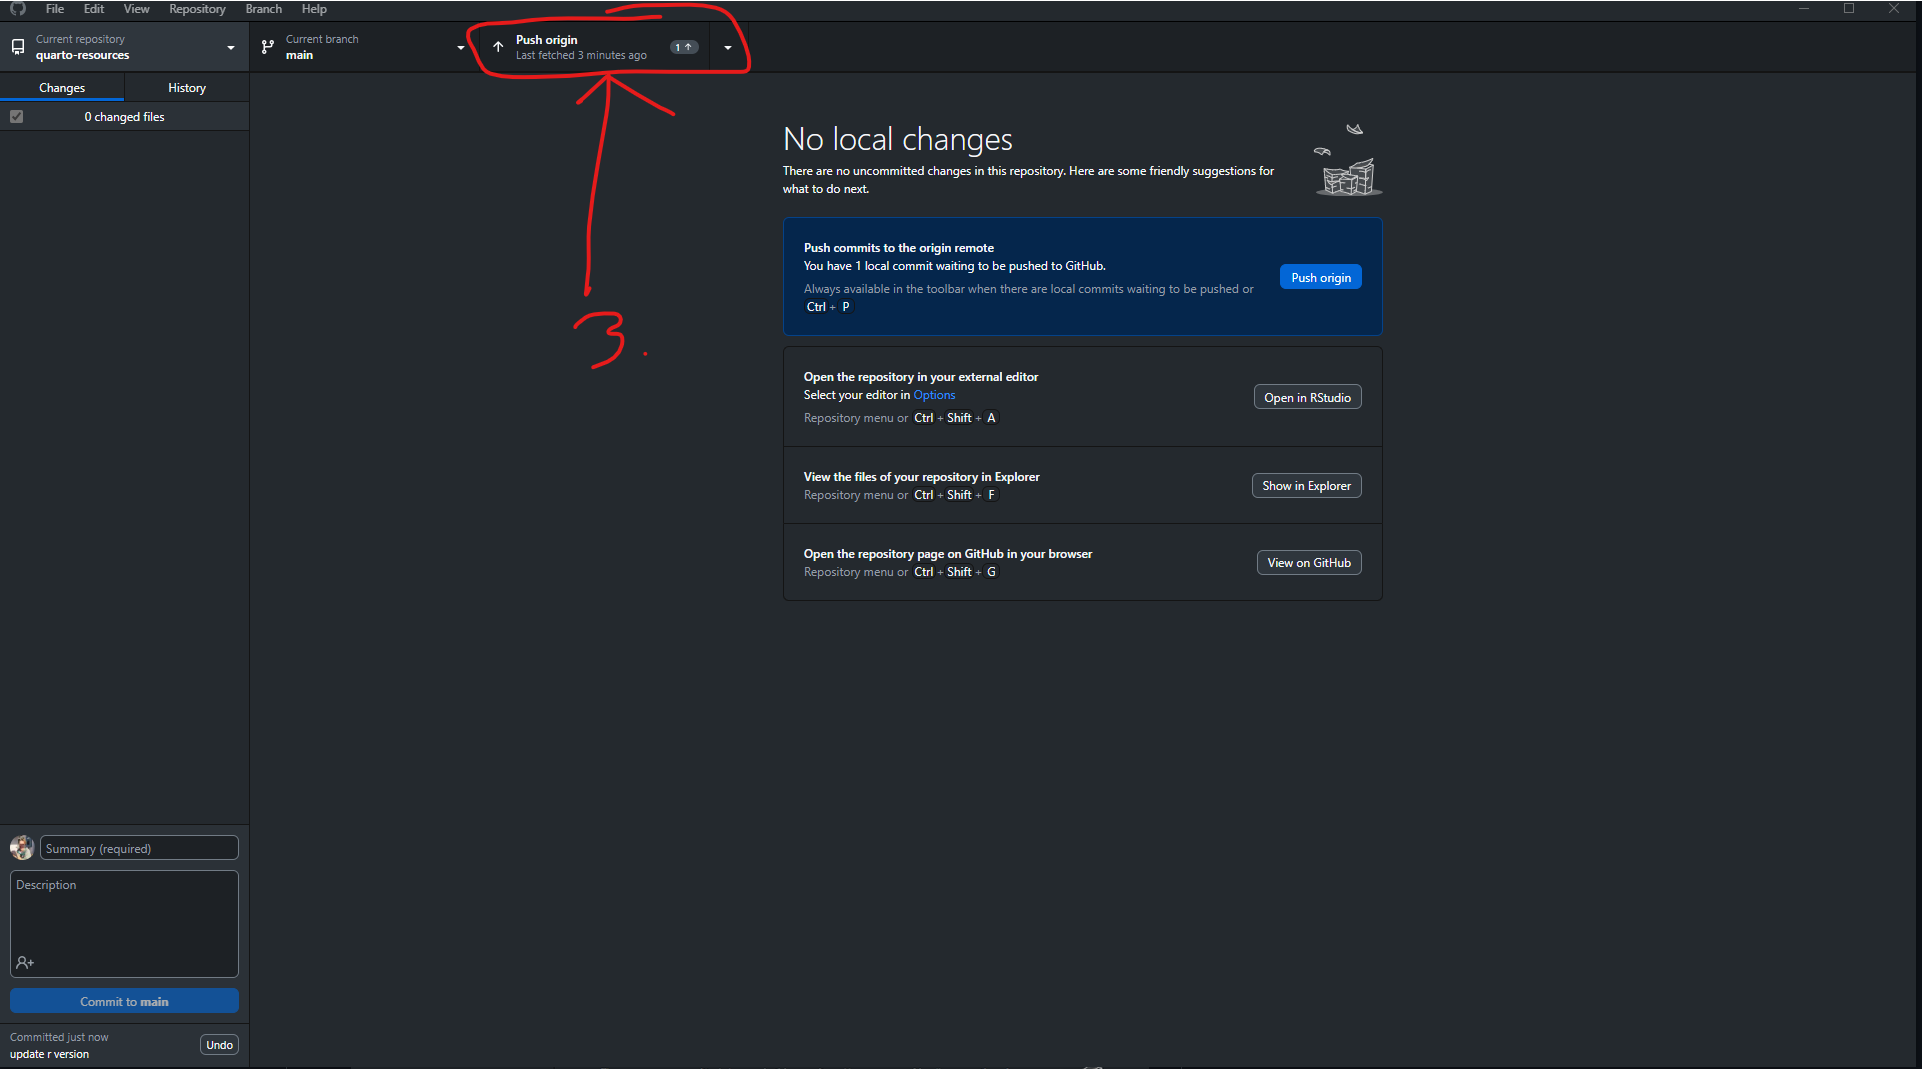 File Edit View Repository Branch Help
Current repository
quarto-resources
Current branch
main
Push origin
Last fetched 3 minutes ago
1
Changes
History
0 changed files
No local changes
There are no uncommitted changes in this repository. Here are some friendly suggestions for
what to do next.
Push commits to the origin remote
You have 1 local commit waiting to be pushed to GitHub.
Always available in the toolbar when there are local commits waiting to be pushed or
Ctrl + P
Push origin
3.
Open the repository in your external editor
Select your editor in Options
Repository menu or Ctrl + Shift + A
Open in RStudio
View the files of your repository in Explorer
Repository menu or Ctrl + Shift + F
Show in Explorer
Open the repository page on GitHub in your browser
Repository menu or Ctrl + Shift + G
View on GitHub
Summary (required)
Description
Commit to main
Committed just now
update r version
Undo